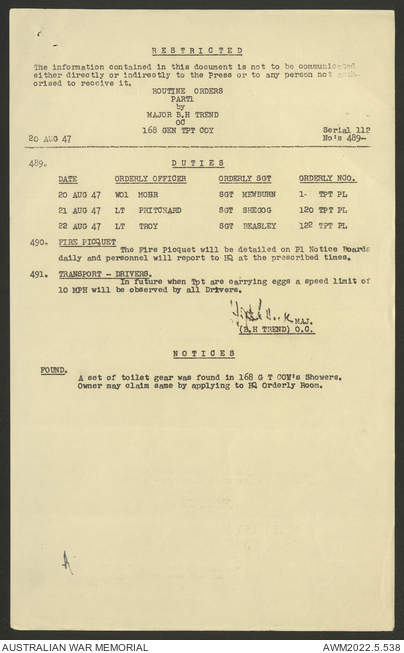 RESTRICTED
The information contained in this document is not to be communicated
either directly or indirectly to the Press or to any person not
orised to receive it.
ROUTINE ORDERS
PART1
by
MAJOR B.H TREND
OC
168 GEN TPT COY
Serial 112
20 AUG 47
No's 489-
489.
DUTIES
DATE ORDERLY OFFICER ORDERLY SGT ORDERLY NCO.
20 AUG 47 WO1 MOHR SGT MEWBURN 1- TPT PL
21 AUG 47 LT PRITCHARD SGT SHEGOG 120 TPT PL
22 AUG 47 LT TROY SGT BEASLEY 122 TPT PL
490. FIRE PICQUET
The Fire Picquet will be detailed on Pl Notice Boards
daily and personnel will report to HQ at the prescribed times.
491. TRANSPORT - DRIVERS.
In future when Tpt are carrying eggs a speed limit of
10 MPH will be observed by all Drivers.
MAJ.
(B.H TREND) O.C.
NOTICES
FOUND.
A set of toilet gear was found in 168 G T COY's Showers.
Owner may claim same by applying to HQ Orderly Room.
AUSTRALIAN WAR MEMORIAL
AWM2022.5.538